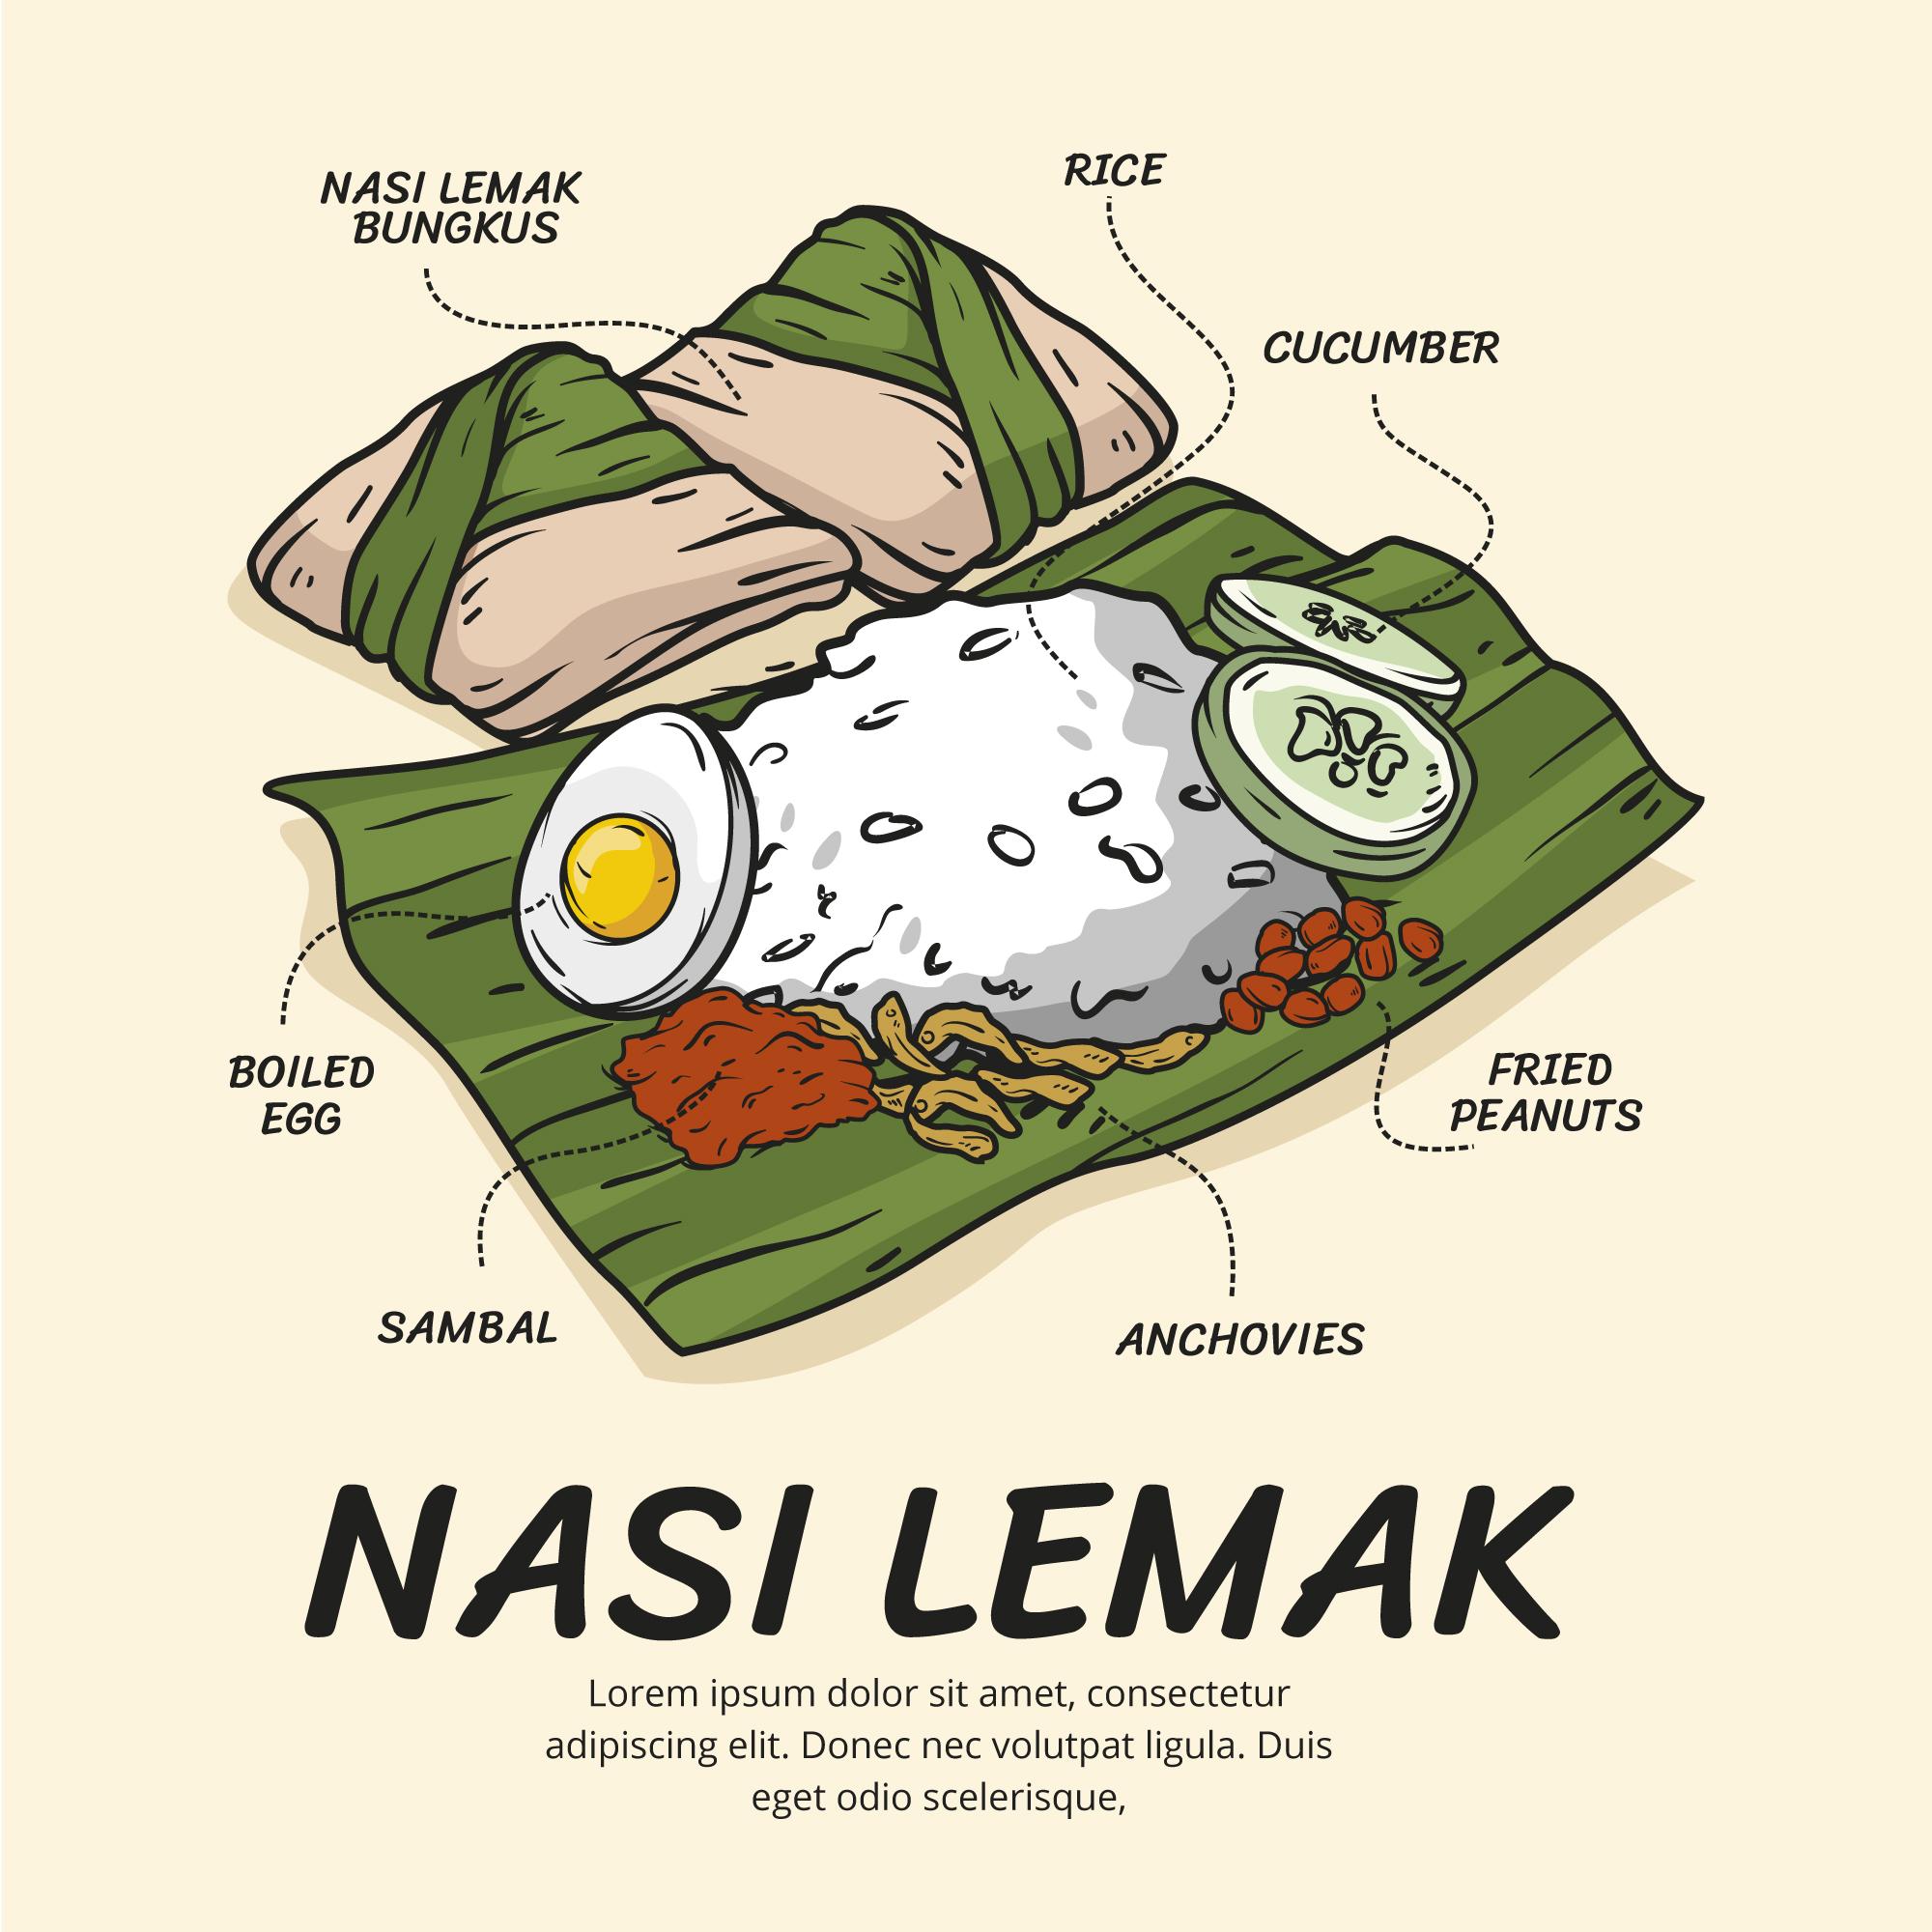 NASI LEMAK
BUNGKUS
RICE
CUCUMBER
BOILED
EGG
FRIED
PEANUTS
SAMBAL
ANCHOVIES
NASI LEMAK
Lorem ipsum dolor sit amet, consectetur
adipiscing elit. Donec nec volutpat ligula. Duis
eget odio scelerisque,